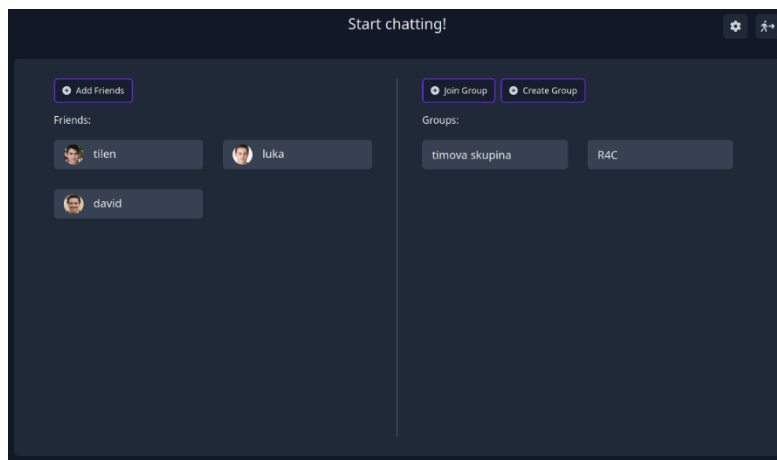 Start chatting!
Add Friends
Friends:
tilen
luka
david
Join Group
Create Group
Groups:
timova skupina
R4C